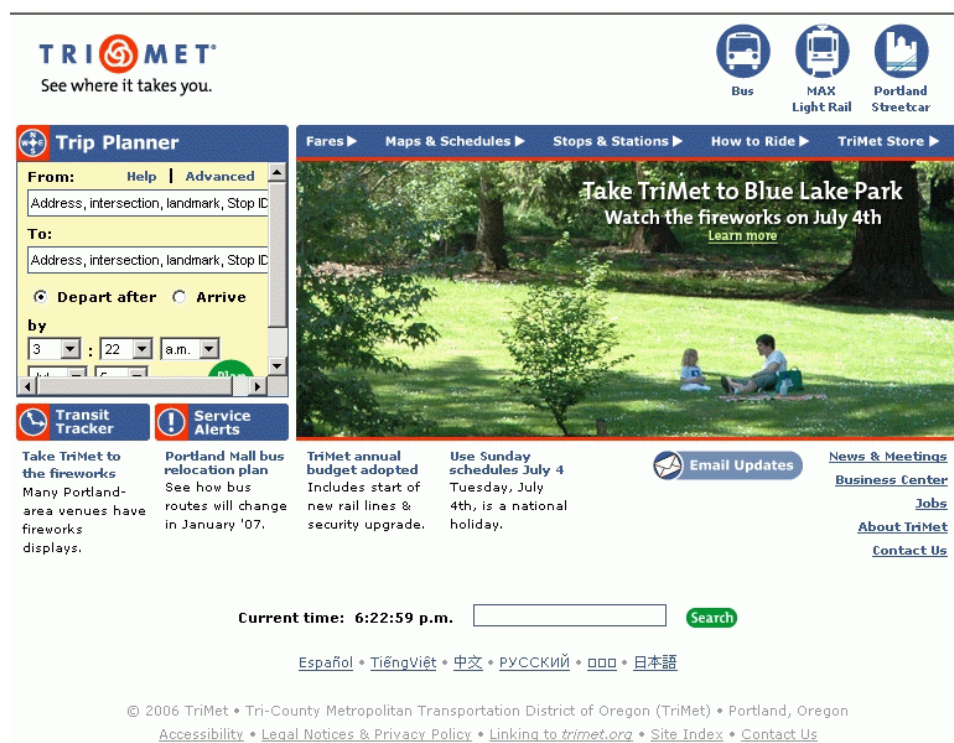 TRI MET
See where it takes you.
Bus
MAX
Light Rail
Portland
Streetcar
N
W E
S
Trip Planner
Fares
Maps & Schedules
Stops & Stations
How to Ride
TriMet Store
From: Help | Advanced
Address, intersection, landmark, Stop ID
To:
Address, intersection, landmark, Stop ID
Depart after Arrive
by
3 : 22 a.m.
Take TriMet to Blue Lake Park
Watch the fireworks on July 4th
Learn more
Transit
Tracker
Service
Alerts
Take TriMet to
the fireworks
Many Portland-
area venues have
fireworks
displays.
Portland Mall bus
relocation plan
See how bus
routes will change
in January '07.
TriMet annual
budget adopted
Includes start of
new rail lines &
security upgrade.
Use Sunday
schedules July 4
Tuesday, July
4th, is a national
holiday.
Email Updates
News & Meetings
Business Center
Jobs
About TriMet
Contact Us
Current time: 6:22:59 p.m.
Search
Español • TiếngViệt • 中文 • РУССКИЙ • □□□ • 日本語
© 2006 TriMet • Tri-County Metropolitan Transportation District of Oregon (TriMet) • Portland, Oregon
Accessibility • Legal Notices & Privacy Policy • Linking to trimet.org • Site Index • Contact Us